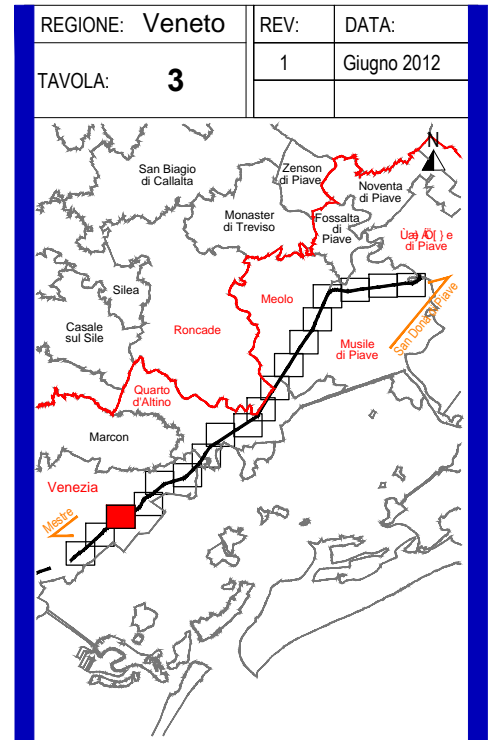 REGIONE: Veneto
REV:
DATA:
TAVOLA: 3
1
Giugno 2012
N
San Biagio
di Callalta
Zenson
di Piave
Noventa
di Piave
Monaster
di Treviso
Fossalta
di
Piave
di Piave
Silea
Meolo
Casale
sul Sile
Roncade
Musile
di Piave
San Donà di Piave
Quarto
d'Altino
Marcon
Venezia
Mestre